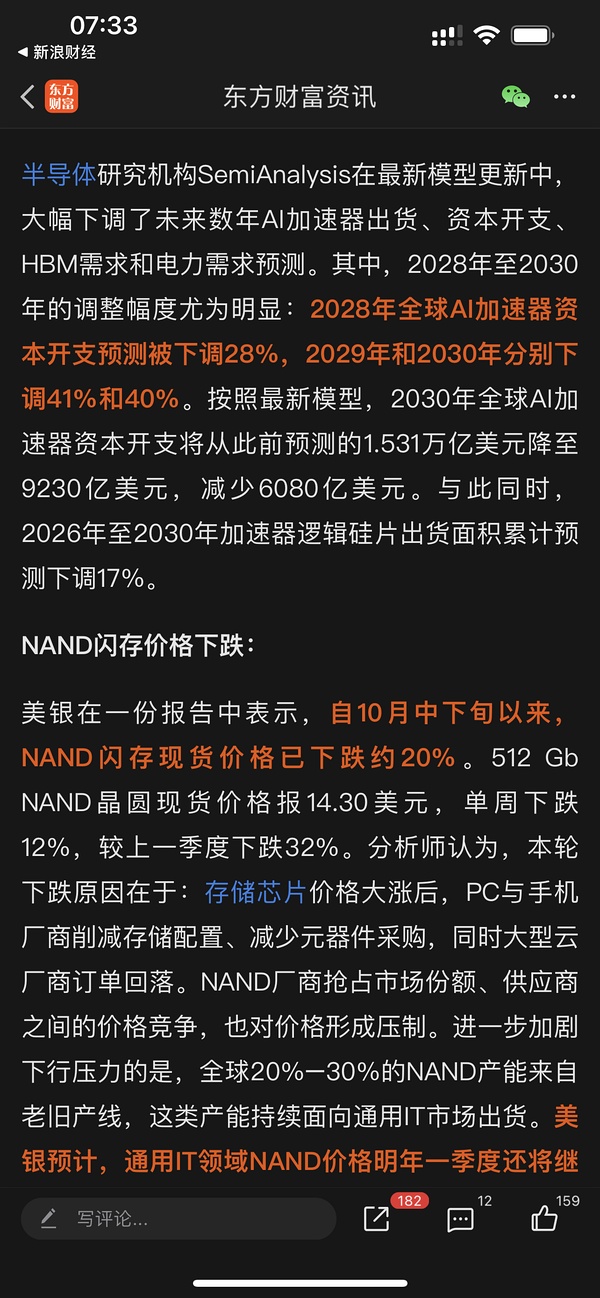 07:33
新浪财经
东方财富
东方财富资讯
半导体研究机构SemiAnalysis在最新模型更新中，
大幅下调了未来数年AI加速器出货、资本开支、
HBM需求和电力需求预测。其中，2028年至2030
年的调整幅度尤为明显：2028年全球AI加速器资
本开支预测被下调28%，2029年和2030年分别下
调41%和40%。按照最新模型，2030年全球AI加
速器资本开支将从此前预测的1.531万亿美元降至
9230亿美元，减少6080亿美元。与此同时，
2026年至2030年加速器逻辑硅片出货面积累计预
测下调17%。
NAND闪存价格下跌：
美银在一份报告中表示，自10月中下旬以来，
NAND闪存现货价格已下跌约20%。512 Gb
NAND晶圆现货价格报14.30美元，单周下跌
12%，较上一季度下跌32%。分析师认为，本轮
下跌原因在于：存储芯片价格大涨后，PC与手机
厂商削减存储配置、减少元器件采购，同时大型云
厂商订单回落。NAND厂商抢占市场份额、供应商
之间的价格竞争，也对价格形成压制。进一步加剧
下行压力的是，全球20%—30%的NAND产能来自
老旧产线，这类产能持续面向通用IT市场出货。美
银预计，通用IT领域NAND价格明年一季度还将继
写评论...
182
12
159